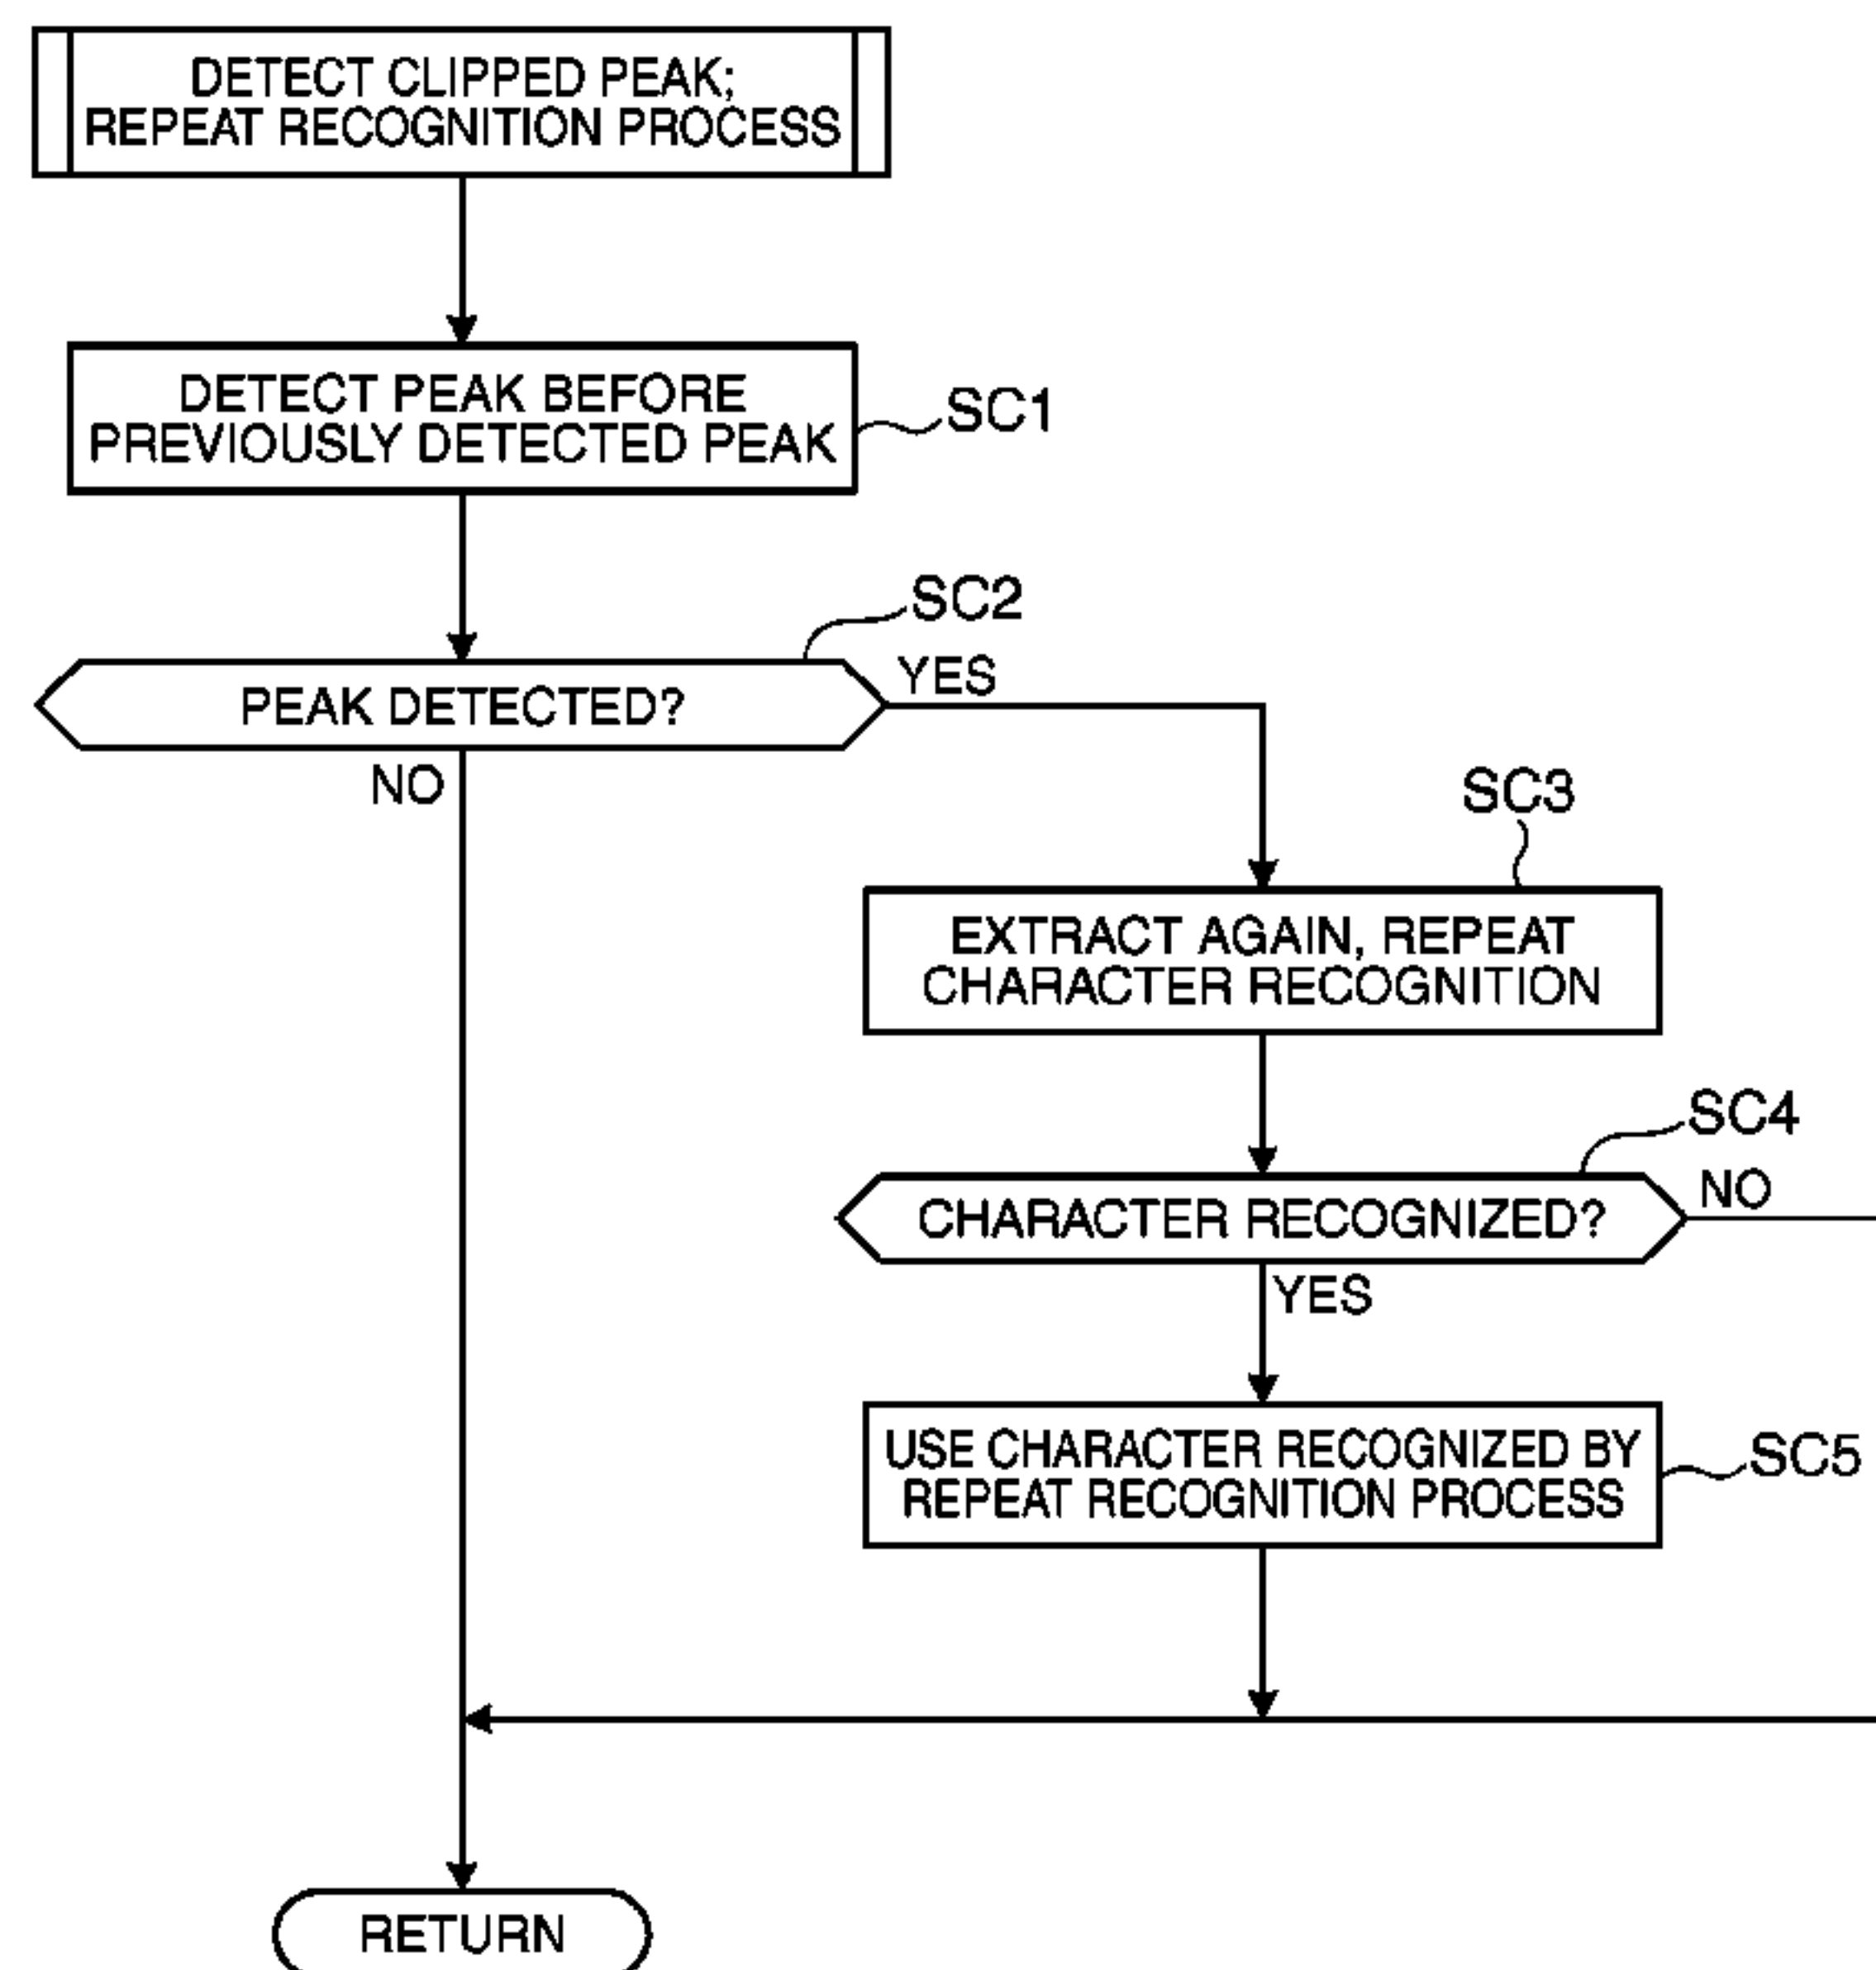 DETECT CLIPPED PEAK;
REPEAT RECOGNITION PROCESS
DETECT PEAK BEFORE
PREVIOUSLY DETECTED PEAK
SC1
SC2
PEAK DETECTED?
YES
NO
SC3
EXTRACT AGAIN, REPEAT
CHARACTER RECOGNITION
SC4
CHARACTER RECOGNIZED?
NO
YES
USE CHARACTER RECOGNIZED BY
REPEAT RECOGNITION PROCESS
SC5
RETURN